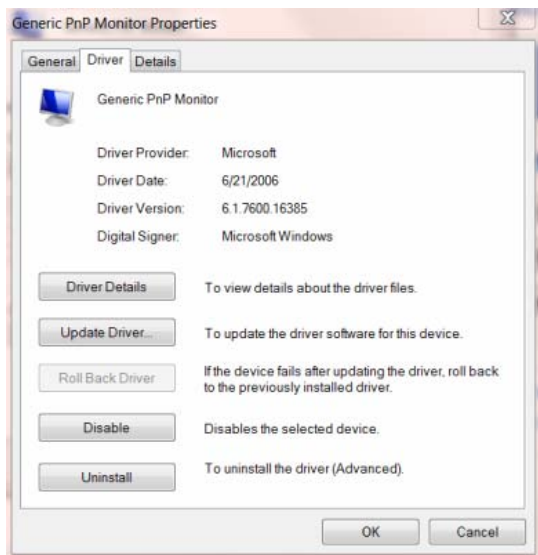 Generic PnP Monitor Properties
General Driver Details
Generic PnP Monitor
Driver Provider: Microsoft
Driver Date: 6/21/2006
Driver Version: 6.1.7600.16385
Digital Signer: Microsoft Windows
Driver Details To view details about the driver files.
Update Driver... To update the driver software for this device.
Roll Back Driver If the device fails after updating the driver, roll back
to the previously installed driver.
Disable Disables the selected device.
Uninstall To uninstall the driver (Advanced).
OK Cancel